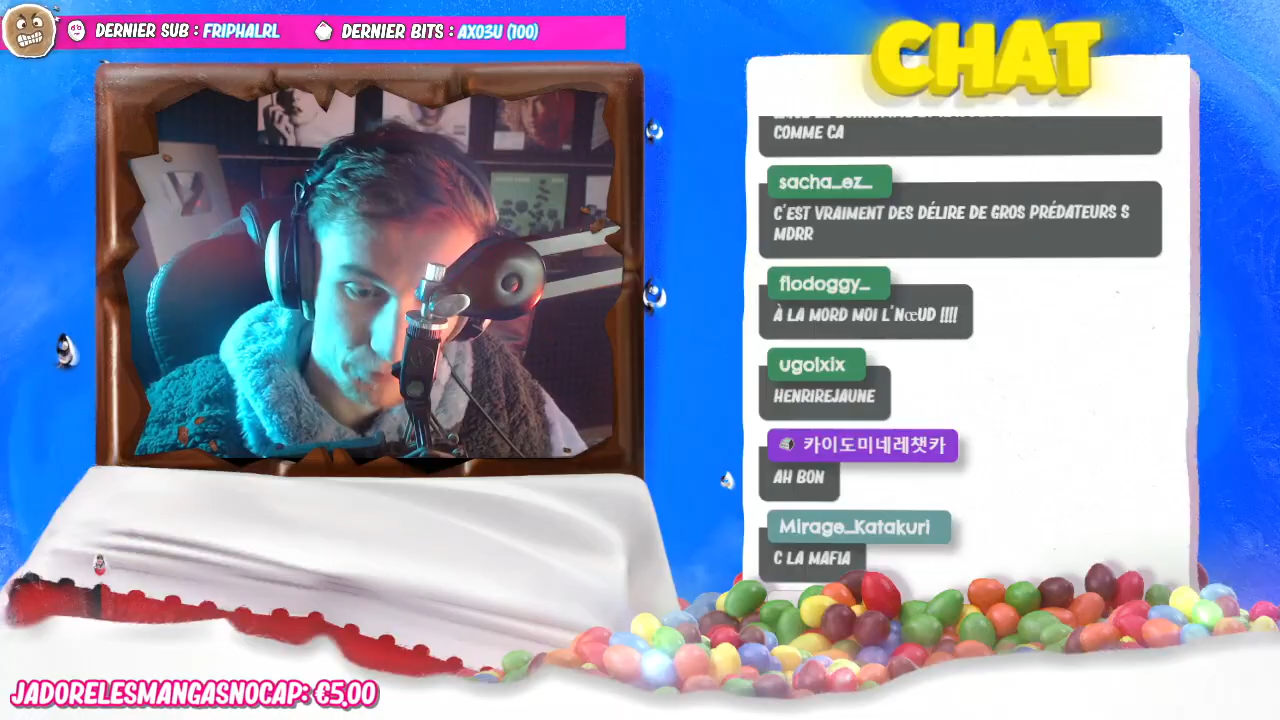 DERNIER SUB : FRIPHALRL
DERNIER BITS : AXO3U (100)
CHAT
COMME ÇA
sacha_ez_
C'EST VRAIMENT DES DÉLIRE DE GROS PRÉDATEURS S
MDRR
flodoggy_
À LA MORD MOI L'NœUD !!!!
ugolxix
HENRIREJAUNE
카이도미네레챗카
AH BON
Mirage_Katakuri
C LA MAFIA
JADORELESMANGASNOCAP: €5,00